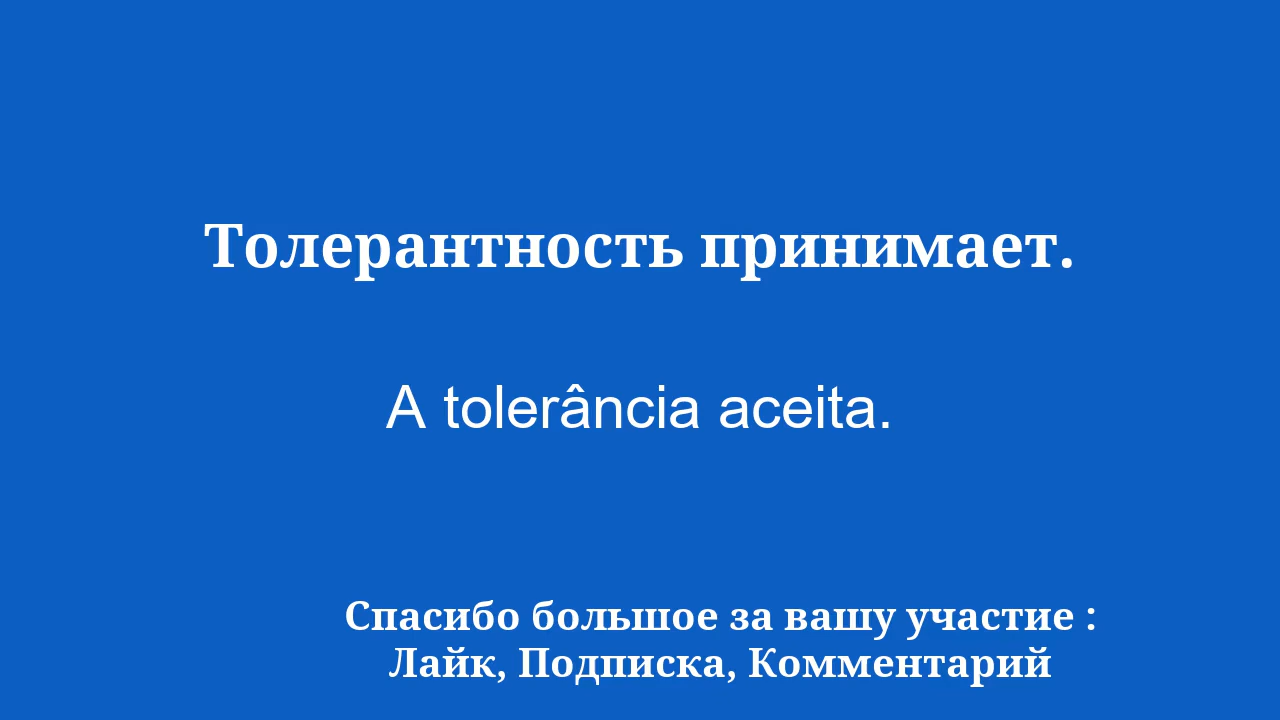 Толерантность принимает.
A tolerância aceita.
Спасибо большое за вашу участие :
Лайк, Подписка, Комментарий